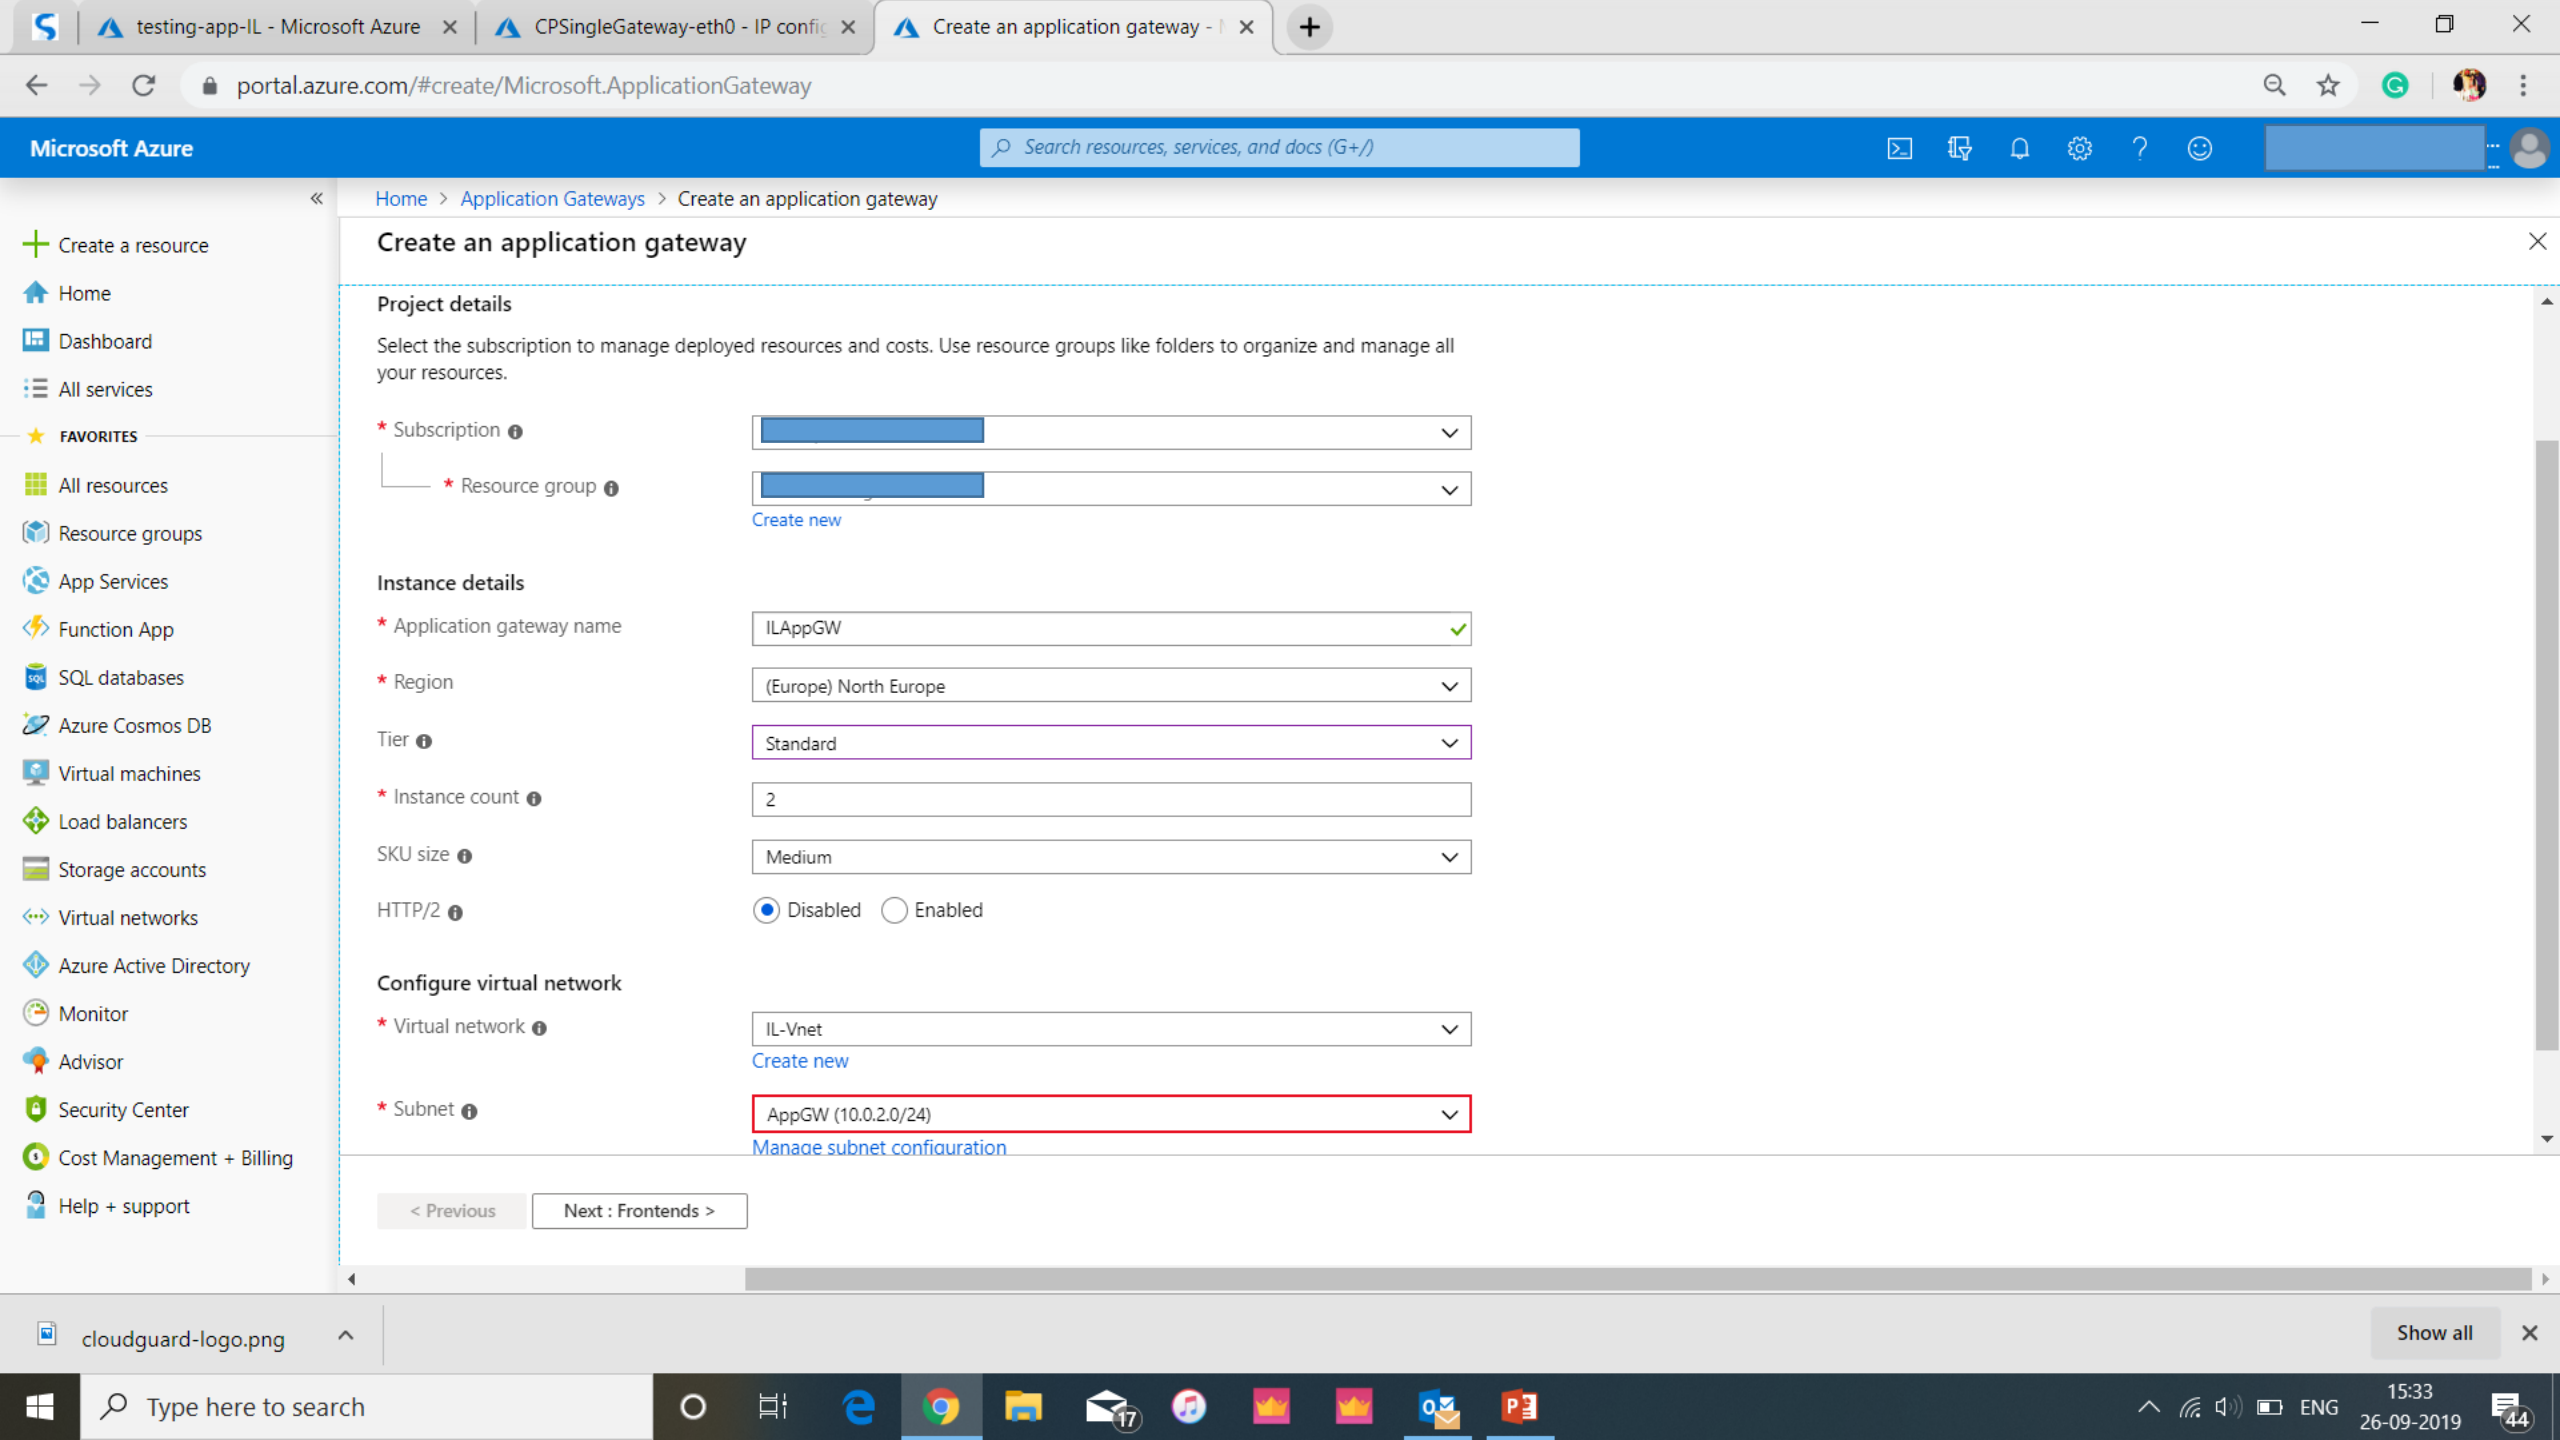 testing-app-IL - Microsoft Azure
CPSingleGateway-eth0 - IP config
Create an application gateway -
portal.azure.com/#create/Microsoft.ApplicationGateway
Microsoft Azure
Search resources, services, and docs (G+/)
Home > Application Gateways > Create an application gateway
Create an application gateway
Create a resource
Home
Dashboard
All services
FAVORITES
All resources
Resource groups
App Services
Function App
SQL databases
Azure Cosmos DB
Virtual machines
Load balancers
Storage accounts
Virtual networks
Azure Active Directory
Monitor
Advisor
Security Center
Cost Management + Billing
Help + support
Project details
Select the subscription to manage deployed resources and costs. Use resource groups like folders to organize and manage all
your resources.
* Subscription
* Resource group
Create new
Instance details
* Application gateway name
ILAppGW
* Region
(Europe) North Europe
Tier
Standard
* Instance count
2
SKU size
Medium
HTTP/2
Disabled Enabled
Configure virtual network
* Virtual network
IL-Vnet
Create new
* Subnet
AppGW (10.0.2.0/24)
Manage subnet configuration
< Previous
Next : Frontends >
cloudguard-logo.png
Show all
Type here to search
17
ENG
15:33
26-09-2019
44